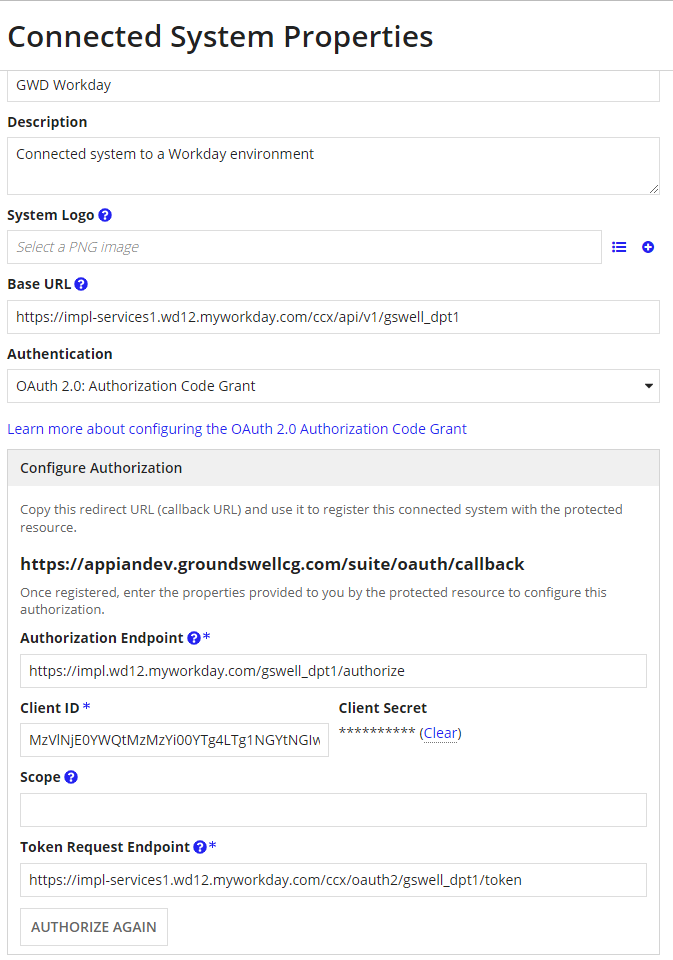 Connected System Properties
GWD Workday
Description
Connected system to a Workday environment
System Logo ?
Select a PNG image
Base URL ?
https://impl-services1.wd12.myworkday.com/ccx/api/v1/gswell_dpt1
Authentication
OAuth 2.0: Authorization Code Grant
Learn more about configuring the OAuth 2.0 Authorization Code Grant
Configure Authorization
Copy this redirect URL (callback URL) and use it to register this connected system with the protected
resource.
https://appiandev.groundswellcg.com/suite/oauth/callback
Once registered, enter the properties provided to you by the protected resource to configure this
authorization.
Authorization Endpoint ? *
https://impl.wd12.myworkday.com/gswell_dpt1/authorize
Client ID * Client Secret
MzVlNjE0YWQtMzMzYi00YTg4LTg1NGYtNGIw ********** (Clear)
Scope ?
Token Request Endpoint ? *
https://impl-services1.wd12.myworkday.com/ccx/oauth2/gswell_dpt1/token
AUTHORIZE AGAIN